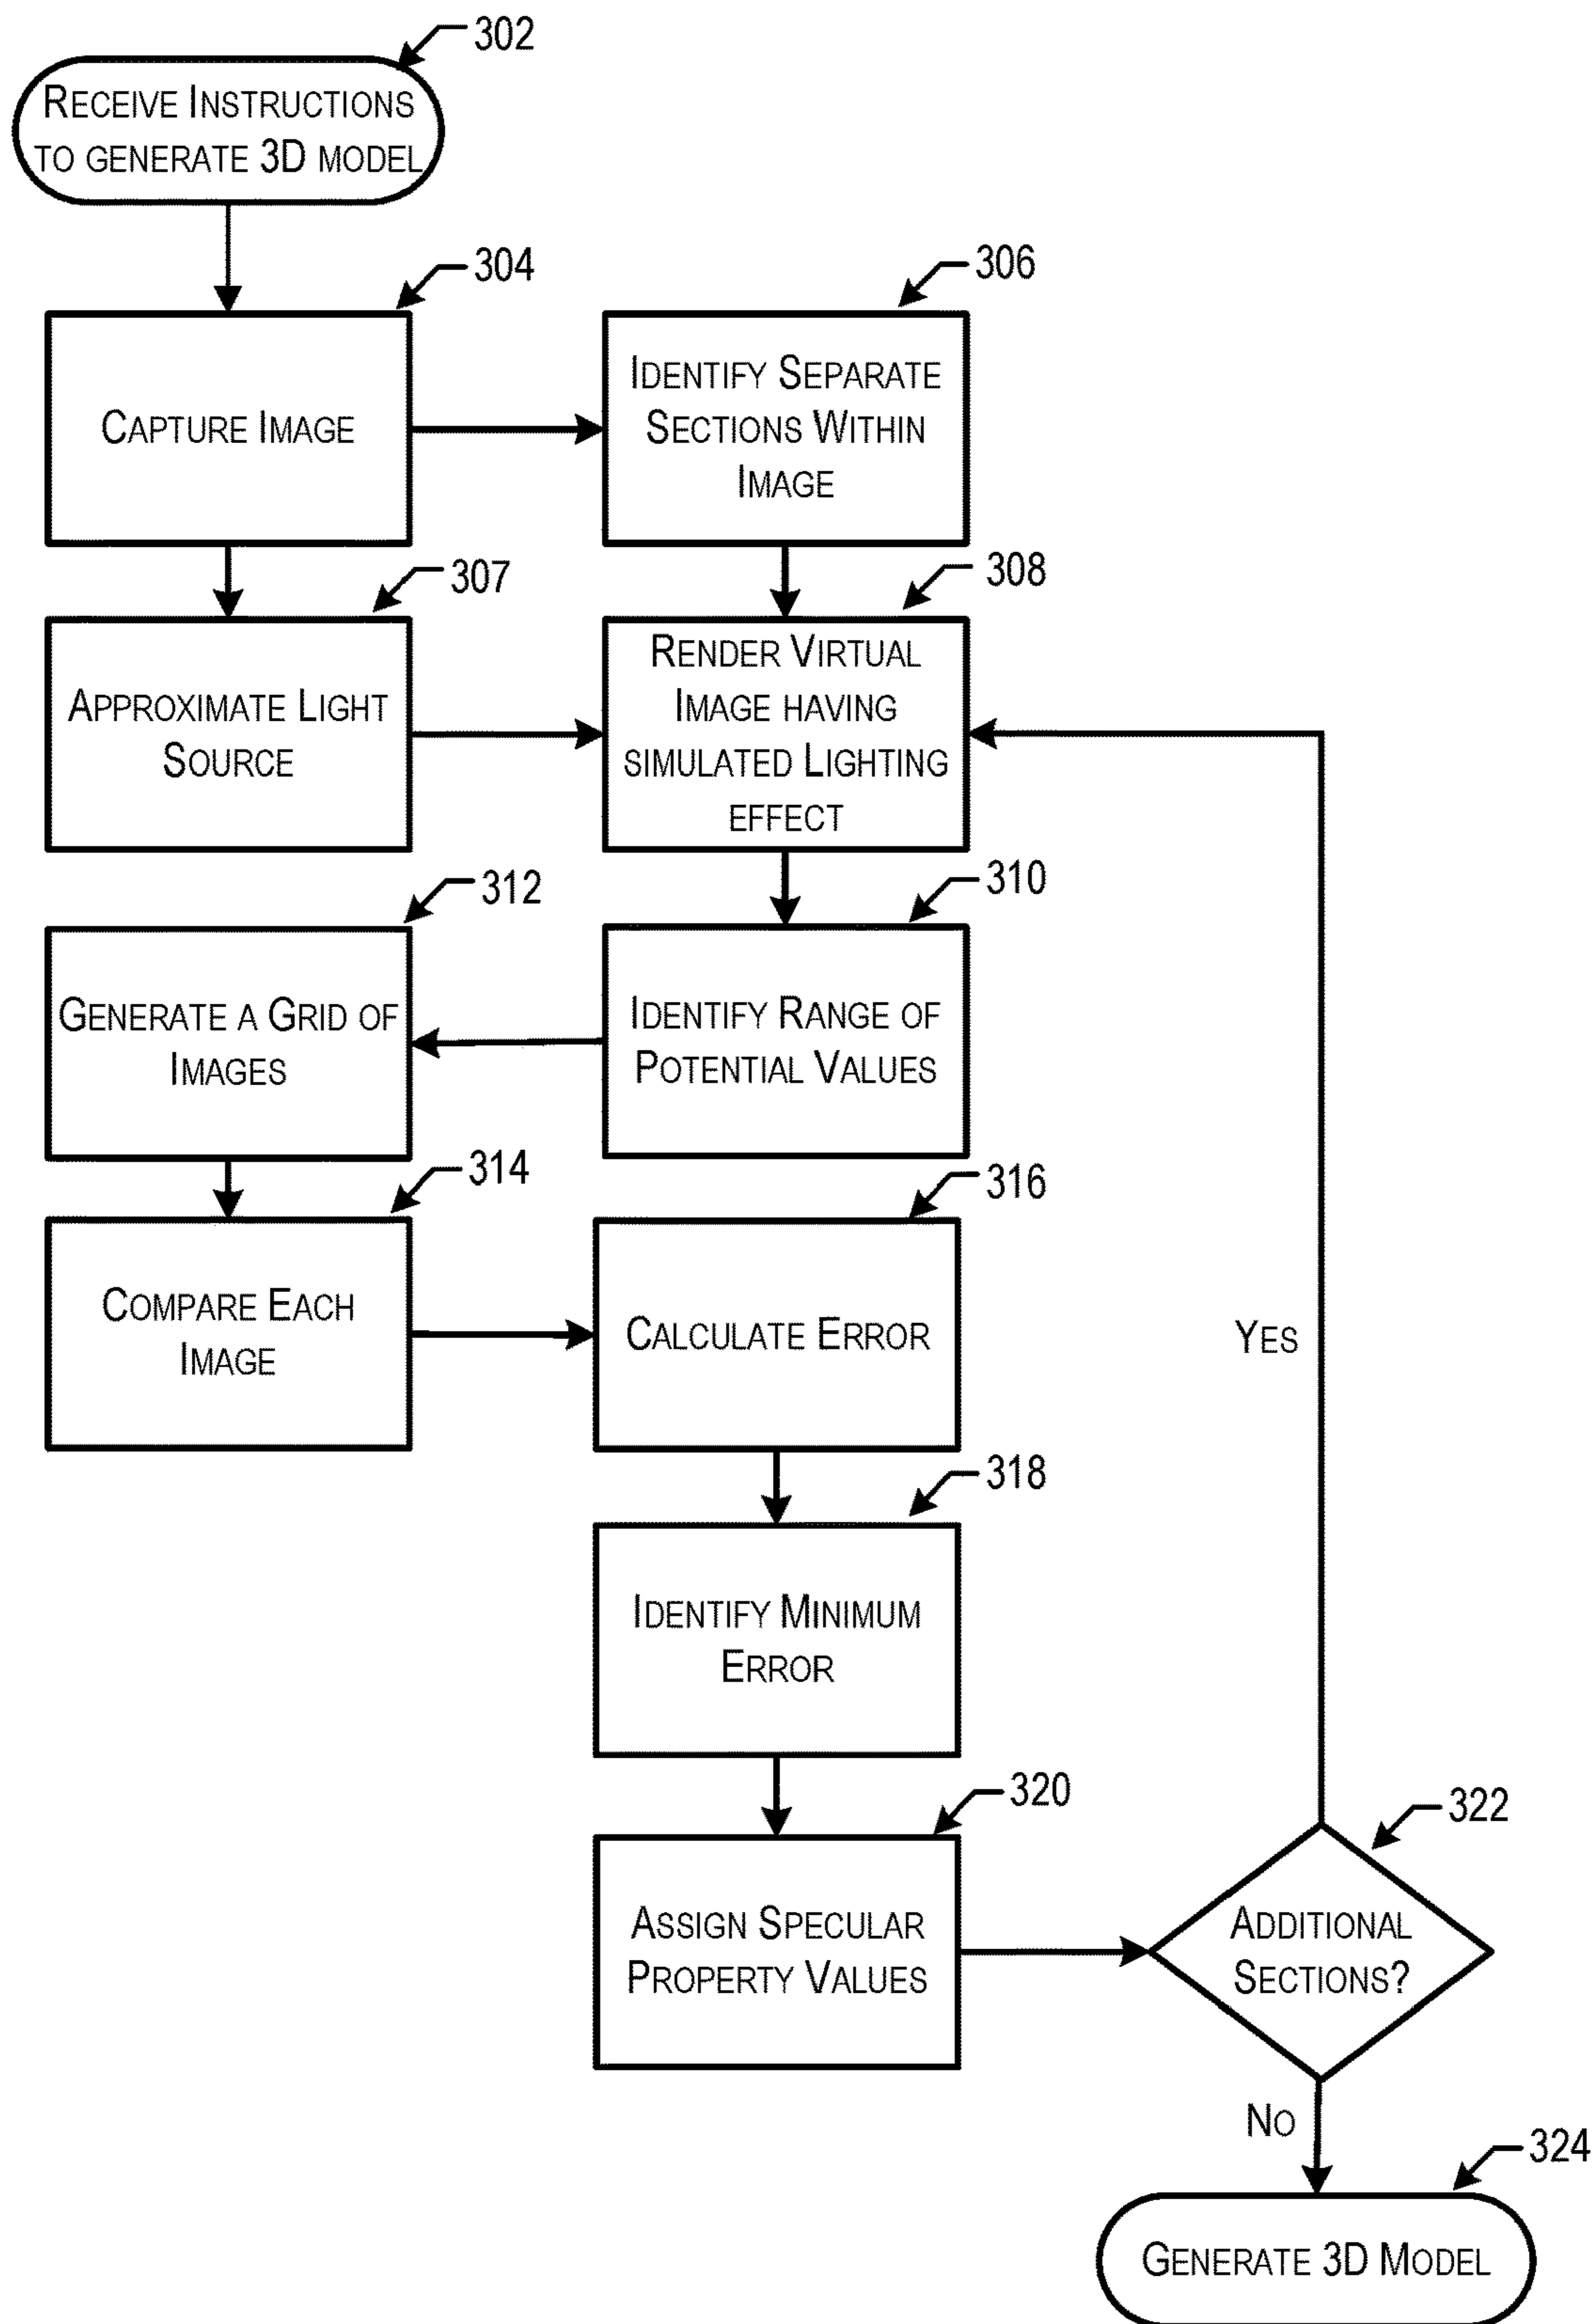 302
Receive Instructions
to generate 3D model
304
Capture Image
306
Identify Separate
Sections Within
Image
307
Approximate Light
Source
308
Render Virtual
Image having
simulated Lighting
effect
310
Identify Range of
Potential Values
312
Generate a Grid of
Images
314
Compare Each
Image
316
Calculate Error
318
Identify Minimum
Error
320
Assign Specular
Property Values
322
Additional
Sections?
Yes
No
324
Generate 3D Model